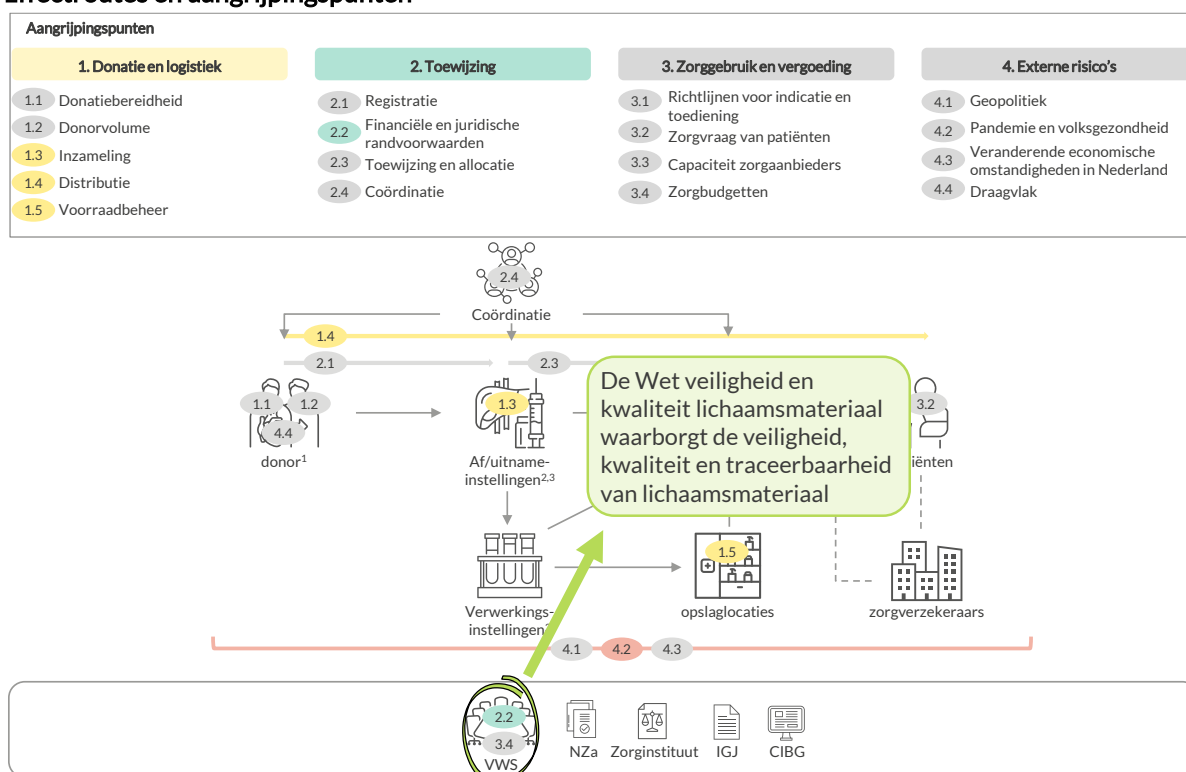 Aangrijpingspunten
1. Donatie en logistiek
2. Toewijzing
3. Zorggebruik en vergoeding
4. Externe risico's
1.1 Donatiebereidheid
1.2 Donorvolume
1.3 Inzameling
1.4 Distributie
1.5 Voorraadbeheer
2.1 Registratie
2.2 Financiële en juridische
randvoorwaarden
2.3 Toewijzing en allocatie
2.4 Coördinatie
3.1 Richtlijnen voor indicatie en
toediening
3.2 Zorgvraag van patiënten
3.3 Capaciteit zorgaanbieders
3.4 Zorgbudgetten
4.1 Geopolitiek
4.2 Pandemie en volksgezondheid
4.3 Veranderende economische
omstandigheden in Nederland
4.4 Draagvlak
2.4
Coördinatie
1.4
2.1
2.3
1.1
1.2
4.4
donor¹
1.3
Af/uitname-
instellingen²,³
De Wet veiligheid en
kwaliteit lichaamsmateriaal
waarborgt de veiligheid,
kwaliteit en traceerbaarheid
van lichaamsmateriaal
3.2
iënten
Verwerkings-
instellingen
1.5
opslaglocaties
zorgverzekeraars
4.1
4.2
4.3
2.2
3.4
VWS
NZa
Zorginstituut
IGJ
CIBG